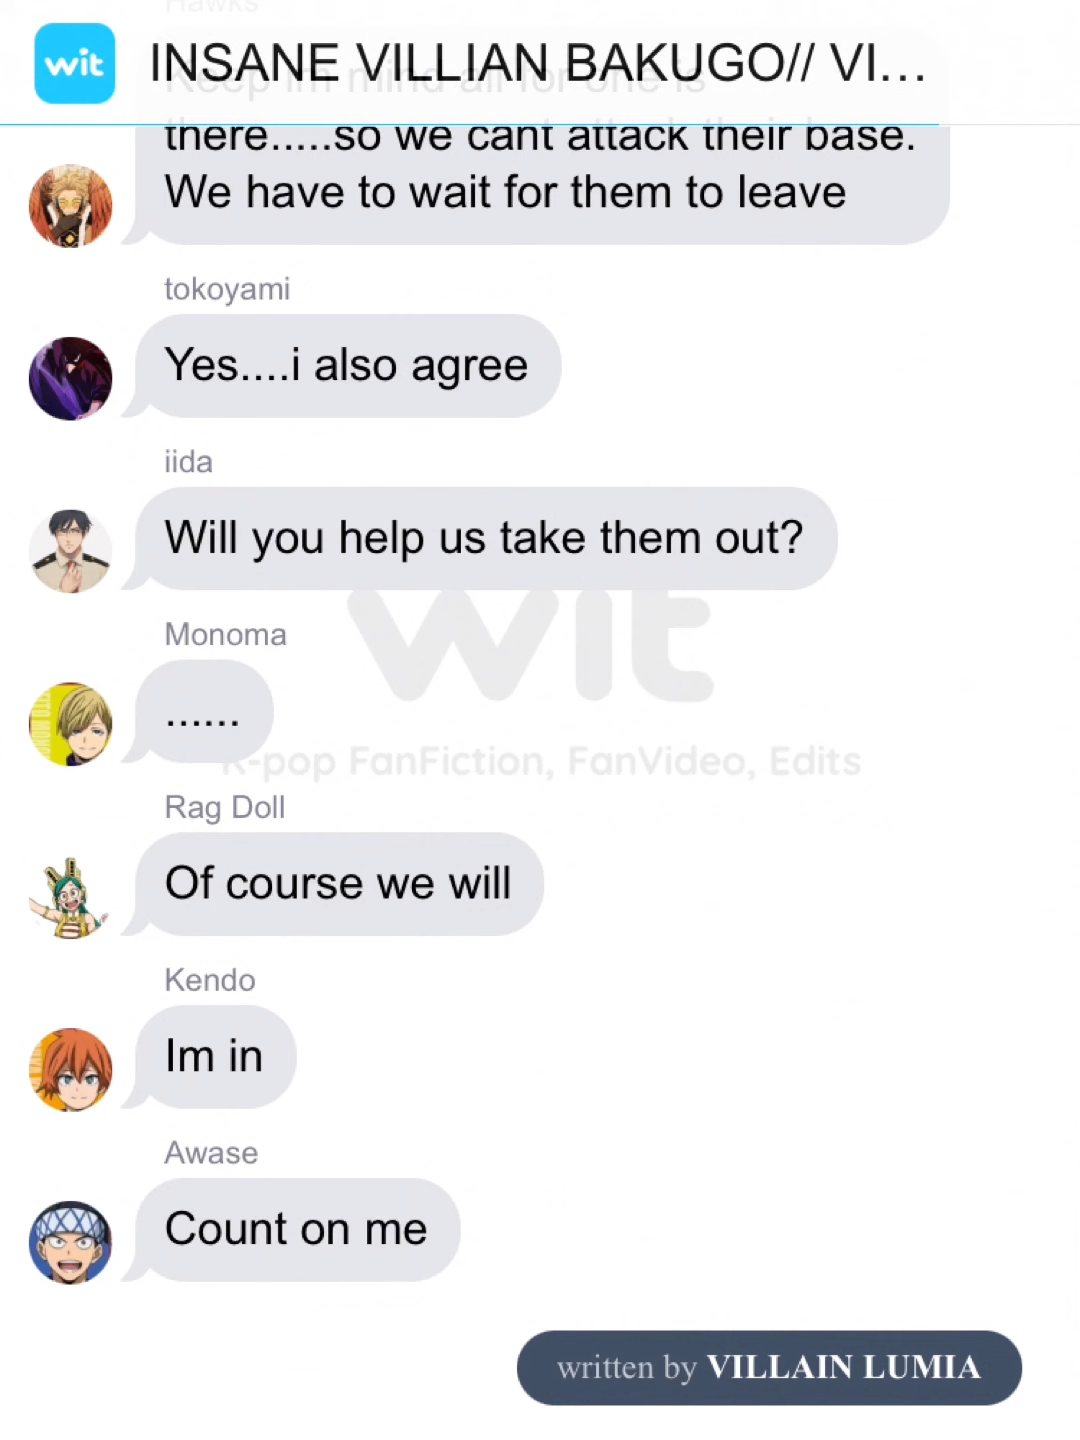 Hawks
wit
INSANE VILLIAN BAKUGO// VI...
Keep im mind all for one is
there.....so we cant attack their base.
We have to wait for them to leave
tokoyami
Yes....i also agree
iida
Will you help us take them out?
wit
Monoma
......
K-pop FanFiction, FanVideo, Edits
Rag Doll
Of course we will
Kendo
Im in
Awase
Count on me
written by VILLAIN LUMIA